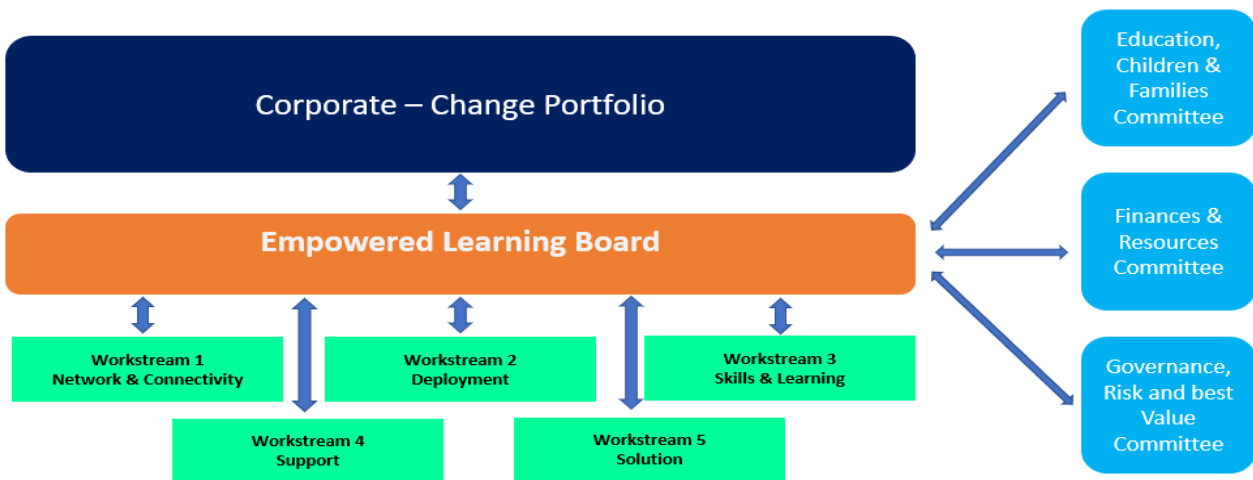 Corporate – Change Portfolio
Empowered Learning Board
Workstream 1
Network & Connectivity
Workstream 2
Deployment
Workstream 3
Skills & Learning
Workstream 4
Support
Workstream 5
Solution
Education,
Children &
Families
Committee
Finances &
Resources
Committee
Governance,
Risk and best
Value
Committee